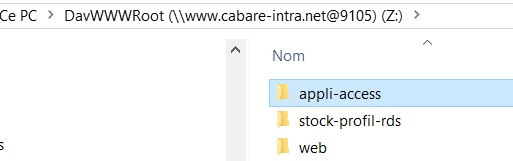 Ce PC > DavWWWRoot (\\www.cabare-intra.net@9105) (Z:) >
Nom
appli-access
stock-profil-rds
web
s